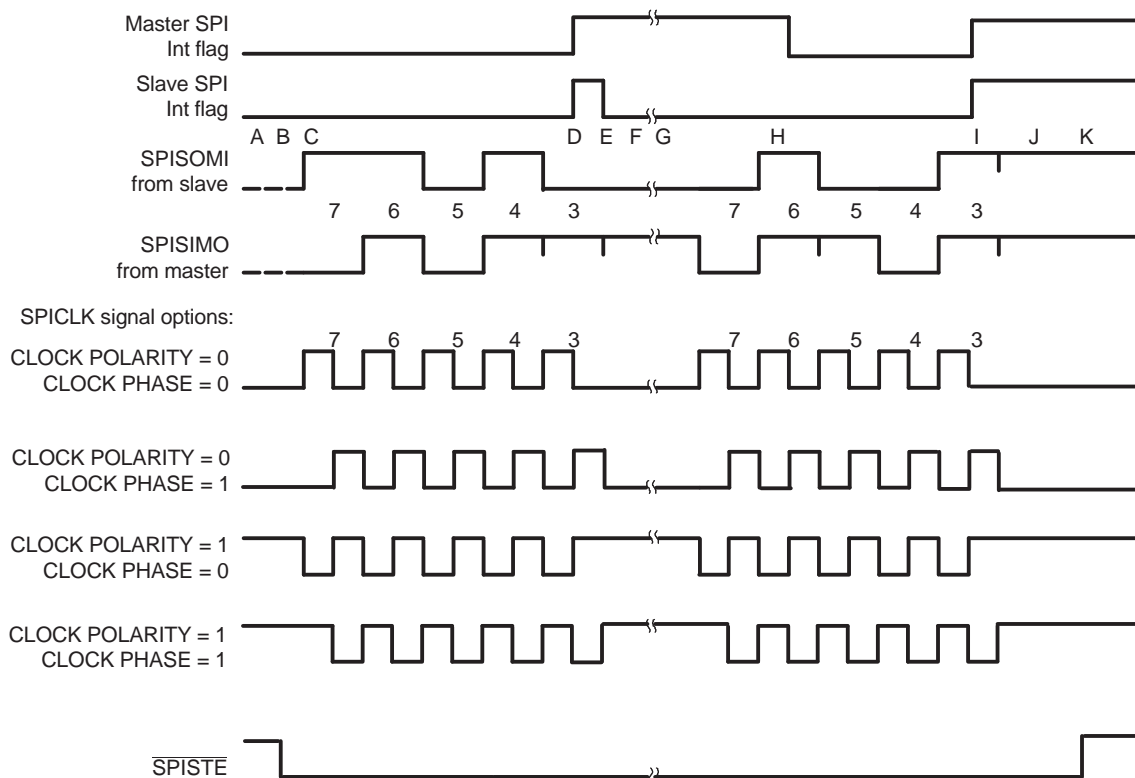 Master SPI
Int flag
Slave SPI
Int flag
A B C D E F G H I J K
SPISOMI
from slave
7 6 5 4 3 7 6 5 4 3
SPISIMO
from master
SPICLK signal options:
7 6 5 4 3 7 6 5 4 3
CLOCK POLARITY = 0
CLOCK PHASE = 0
CLOCK POLARITY = 0
CLOCK PHASE = 1
CLOCK POLARITY = 1
CLOCK PHASE = 0
CLOCK POLARITY = 1
CLOCK PHASE = 1
SPISTE